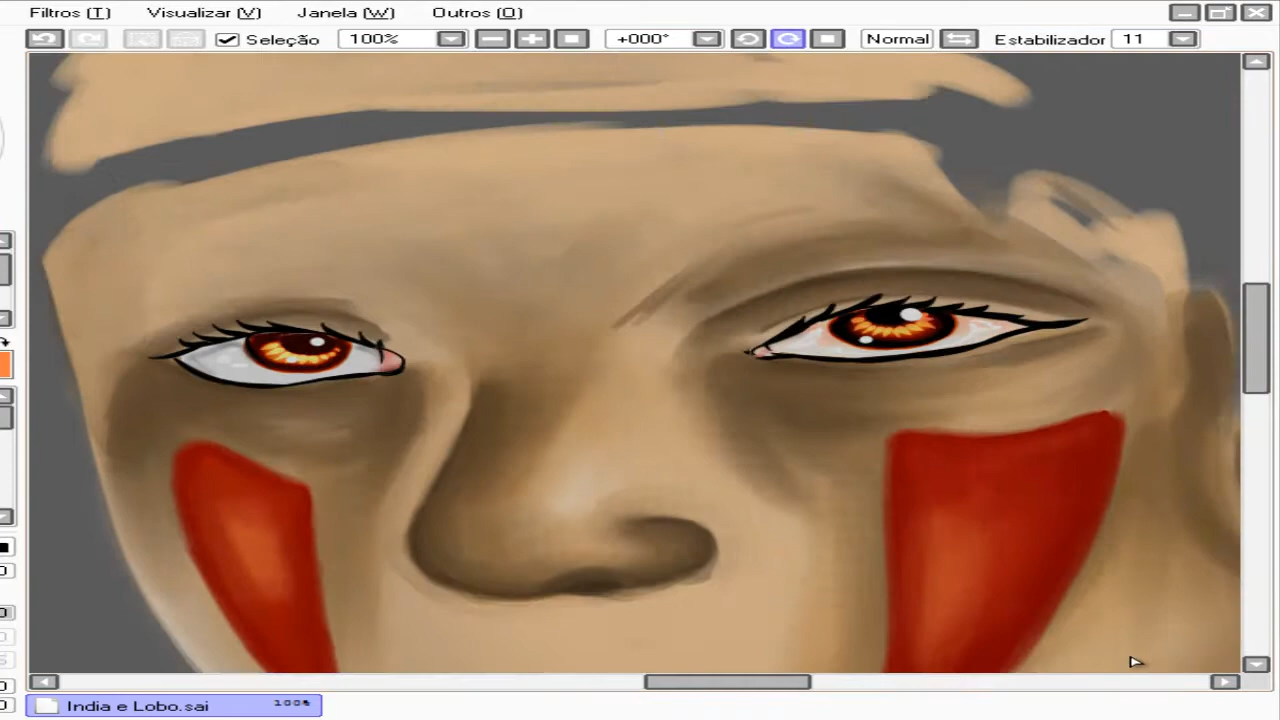 Filtros (T) Visualizar (V) Janela (W) Outros (O)
Seleção 100% +000° Normal Estabilizador 11
India e Lobo.sai 100%